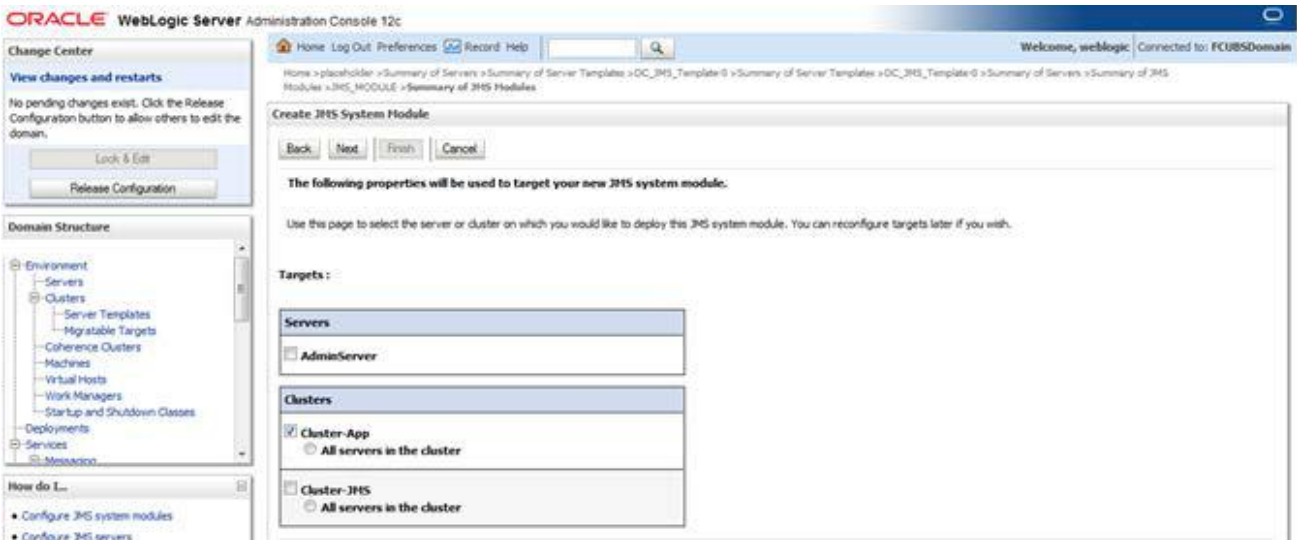 ORACLE WebLogic Server Administration Console 12c
Change Center
View changes and restarts
No pending changes exist. Click the Release
Configuration button to allow others to edit the
domain.
Lock & Edit
Release Configuration
Domain Structure
Environment
Servers
Clusters
Server Templates
Migratable Targets
Coherence Clusters
Machines
Virtual Hosts
Work Managers
Startup and Shutdown Classes
Deployments
Services
Messaging
How do I...
Configure JMS system modules
Configure JMS servers
Home Log Out Preferences Record Help
Welcome, weblogic Connected to: FCUBSDomain
Home >placeholder >Summary of Servers >Summary of Server Templates >DC_JMS_Template-0 >Summary of Server Templates >DC_JMS_Template-0 >Summary of Servers >Summary of JMS
Modules >JMS_MODULE >Summary of JMS Modules
Create JMS System Module
Back Next Finish Cancel
The following properties will be used to target your new JMS system module.
Use this page to select the server or cluster on which you would like to deploy this JMS system module. You can reconfigure targets later if you wish.
Targets :
Servers
AdminServer
Clusters
Cluster-App
All servers in the cluster
Cluster-JMS
All servers in the cluster